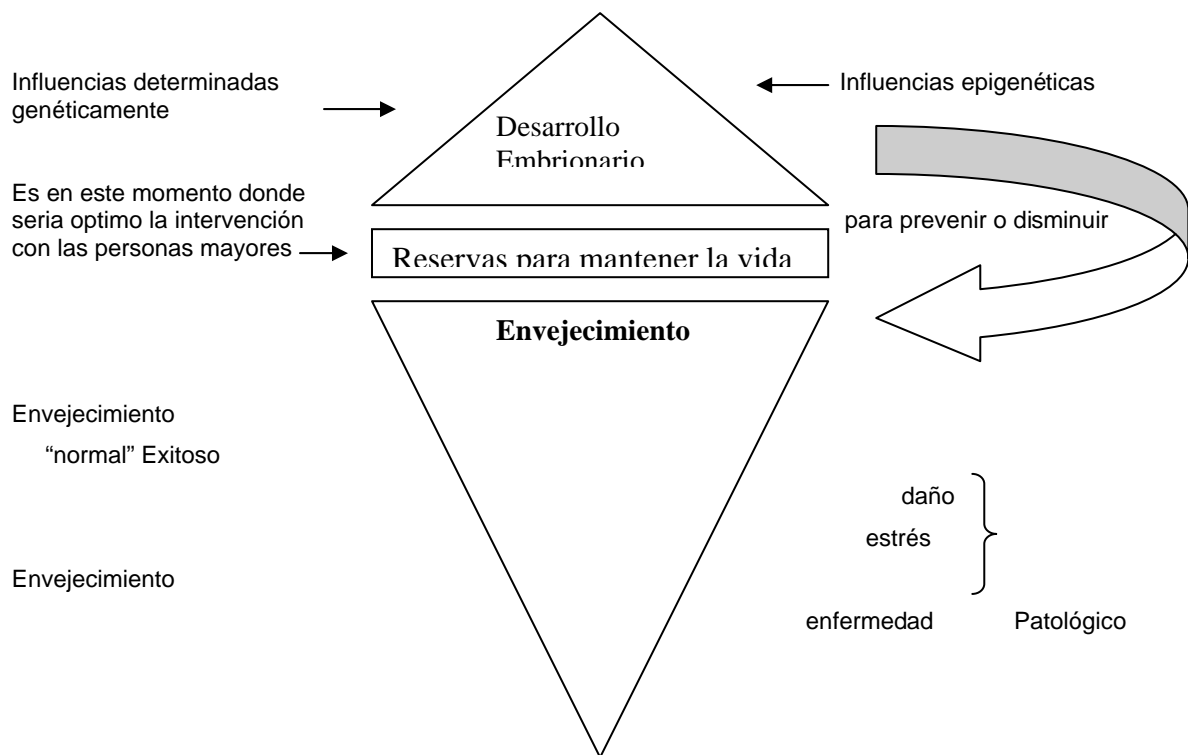 Influencias determinadas
genéticamente
Influencias epigenéticas
Desarrollo
Embrionario
Es en este momento donde
seria optimo la intervención
con las personas mayores
para prevenir o disminuir
Reservas para mantener la vida
Envejecimiento
Envejecimiento
“normal” Exitoso
daño
estrés
Envejecimiento
enfermedad
Patológico